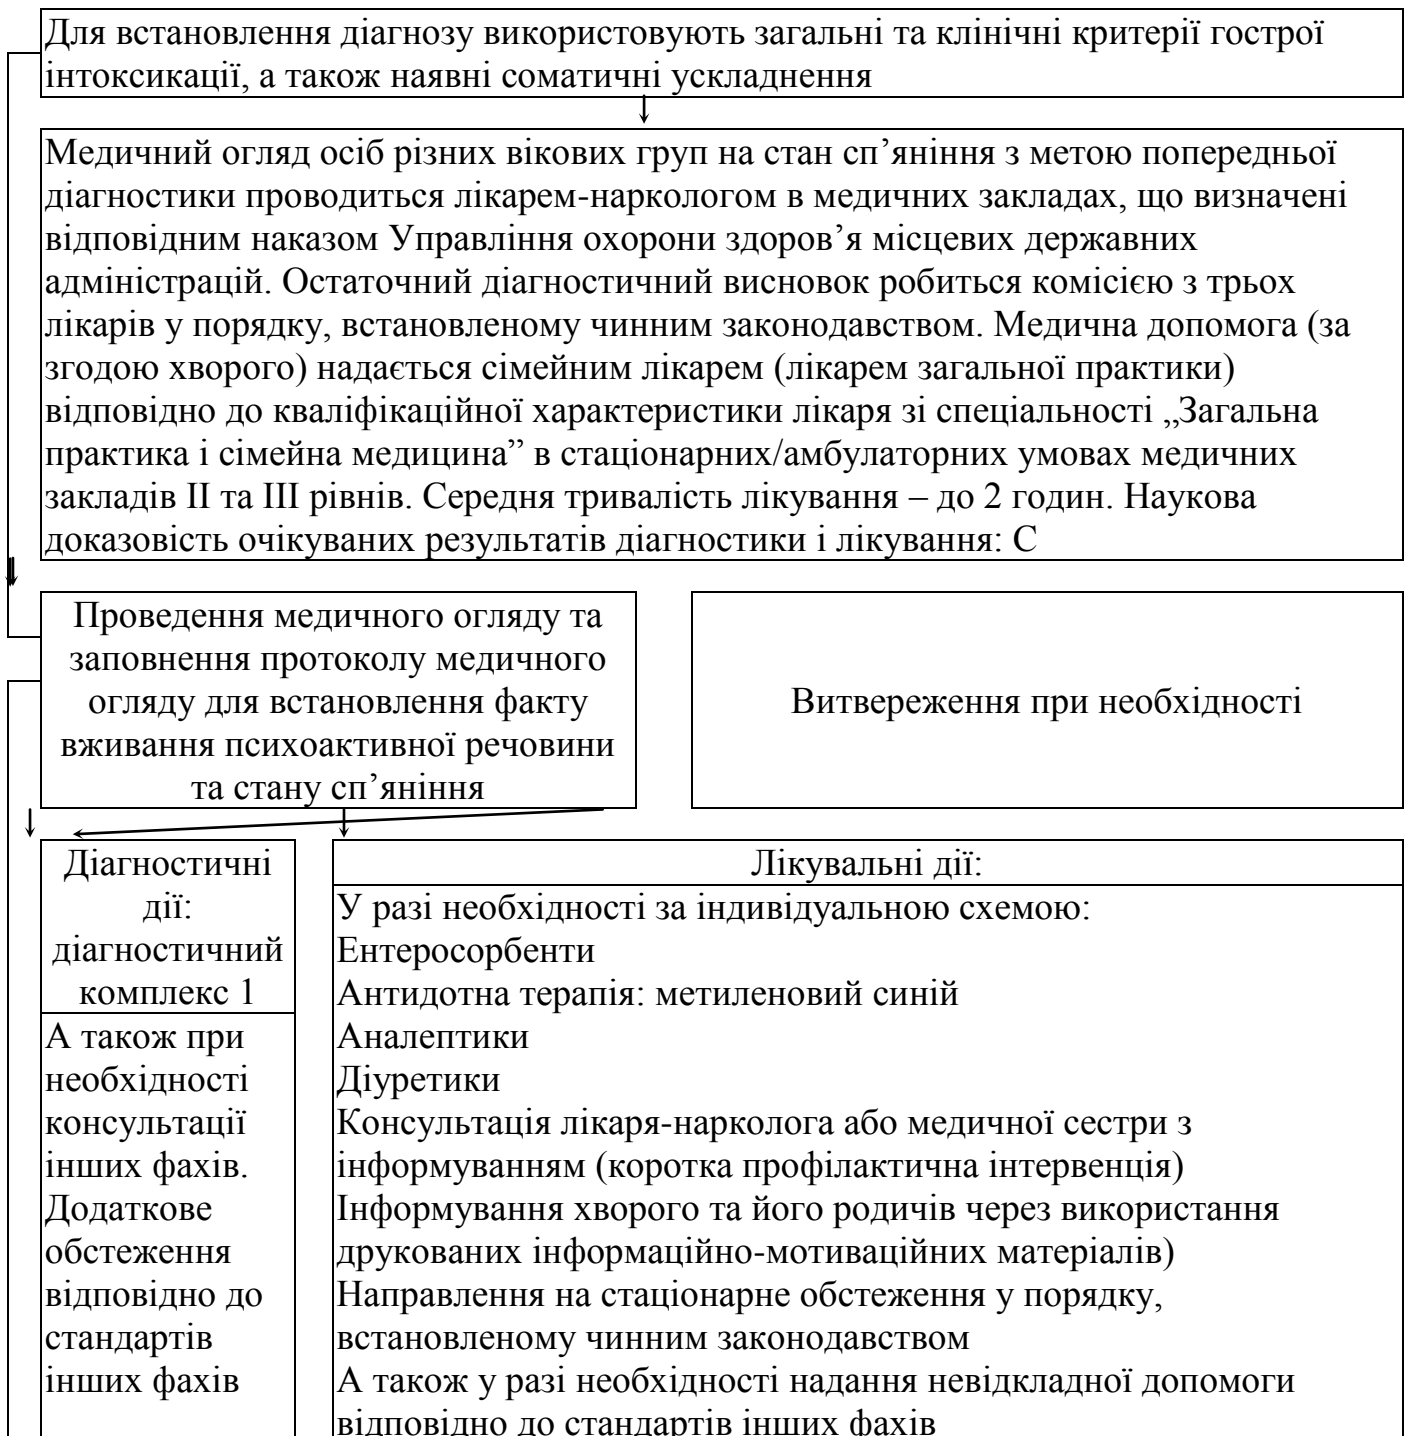 Для встановлення діагнозу використовують загальні та клінічні критерії гострої
інтоксикації, а також наявні соматичні ускладнення
Медичний огляд осіб різних вікових груп на стан сп’яніння з метою попередньої
діагностики проводиться лікарем-наркологом в медичних закладах, що визначені
відповідним наказом Управління охорони здоров’я місцевих державних
адміністрацій. Остаточний діагностичний висновок робиться комісією з трьох
лікарів у порядку, встановленому чинним законодавством. Медична допомога (за
згодою хворого) надається сімейним лікарем (лікарем загальної практики)
відповідно до кваліфікаційної характеристики лікаря зі спеціальності „Загальна
практика і сімейна медицина” в стаціонарних/амбулаторних умовах медичних
закладів II та III рівнів. Середня тривалість лікування – до 2 годин. Наукова
доказовість очікуваних результатів діагностики і лікування: С
Проведення медичного огляду та
заповнення протоколу медичного
огляду для встановлення факту
вживання психоактивної речовини
та стану сп’яніння
Витвереження при необхідності
Діагностичні
дії:
діагностичний
комплекс 1
А також при
необхідності
консультації
інших фахів.
Додаткове
обстеження
відповідно до
стандартів
інших фахів
Лікувальні дії:
У разі необхідності за індивідуальною схемою:
Ентеросорбенти
Антидотна терапія: метиленовий синій
Аналептики
Діуретики
Консультація лікаря-нарколога або медичної сестри з
інформуванням (коротка профілактична інтервенція)
Інформування хворого та його родичів через використання
друкованих інформаційно-мотиваційних матеріалів)
Направлення на стаціонарне обстеження у порядку,
встановленому чинним законодавством
А також у разі необхідності надання невідкладної допомоги
відповідно до стандартів інших фахів